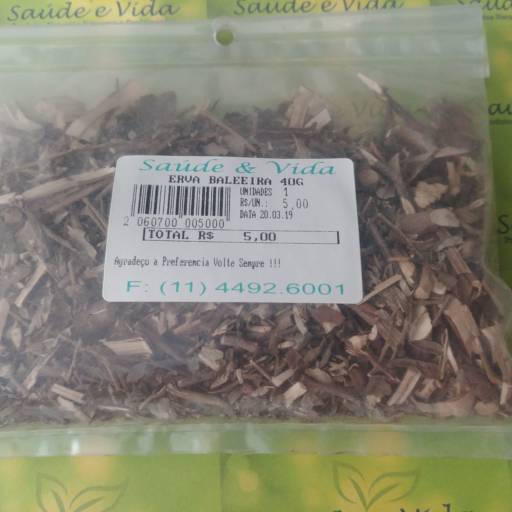 Saúde e Vida
Saúde e Vida
Saúde & Vida
ERVA BALEEIRA 40G
UNIDADES 1
R$/UN.: 5,00
DATA 20.03.19
2 060700 005000
TOTAL R$ 5,00
Agradeço a Preferencia Volte Sempre !!!
F: (11) 4492.6001